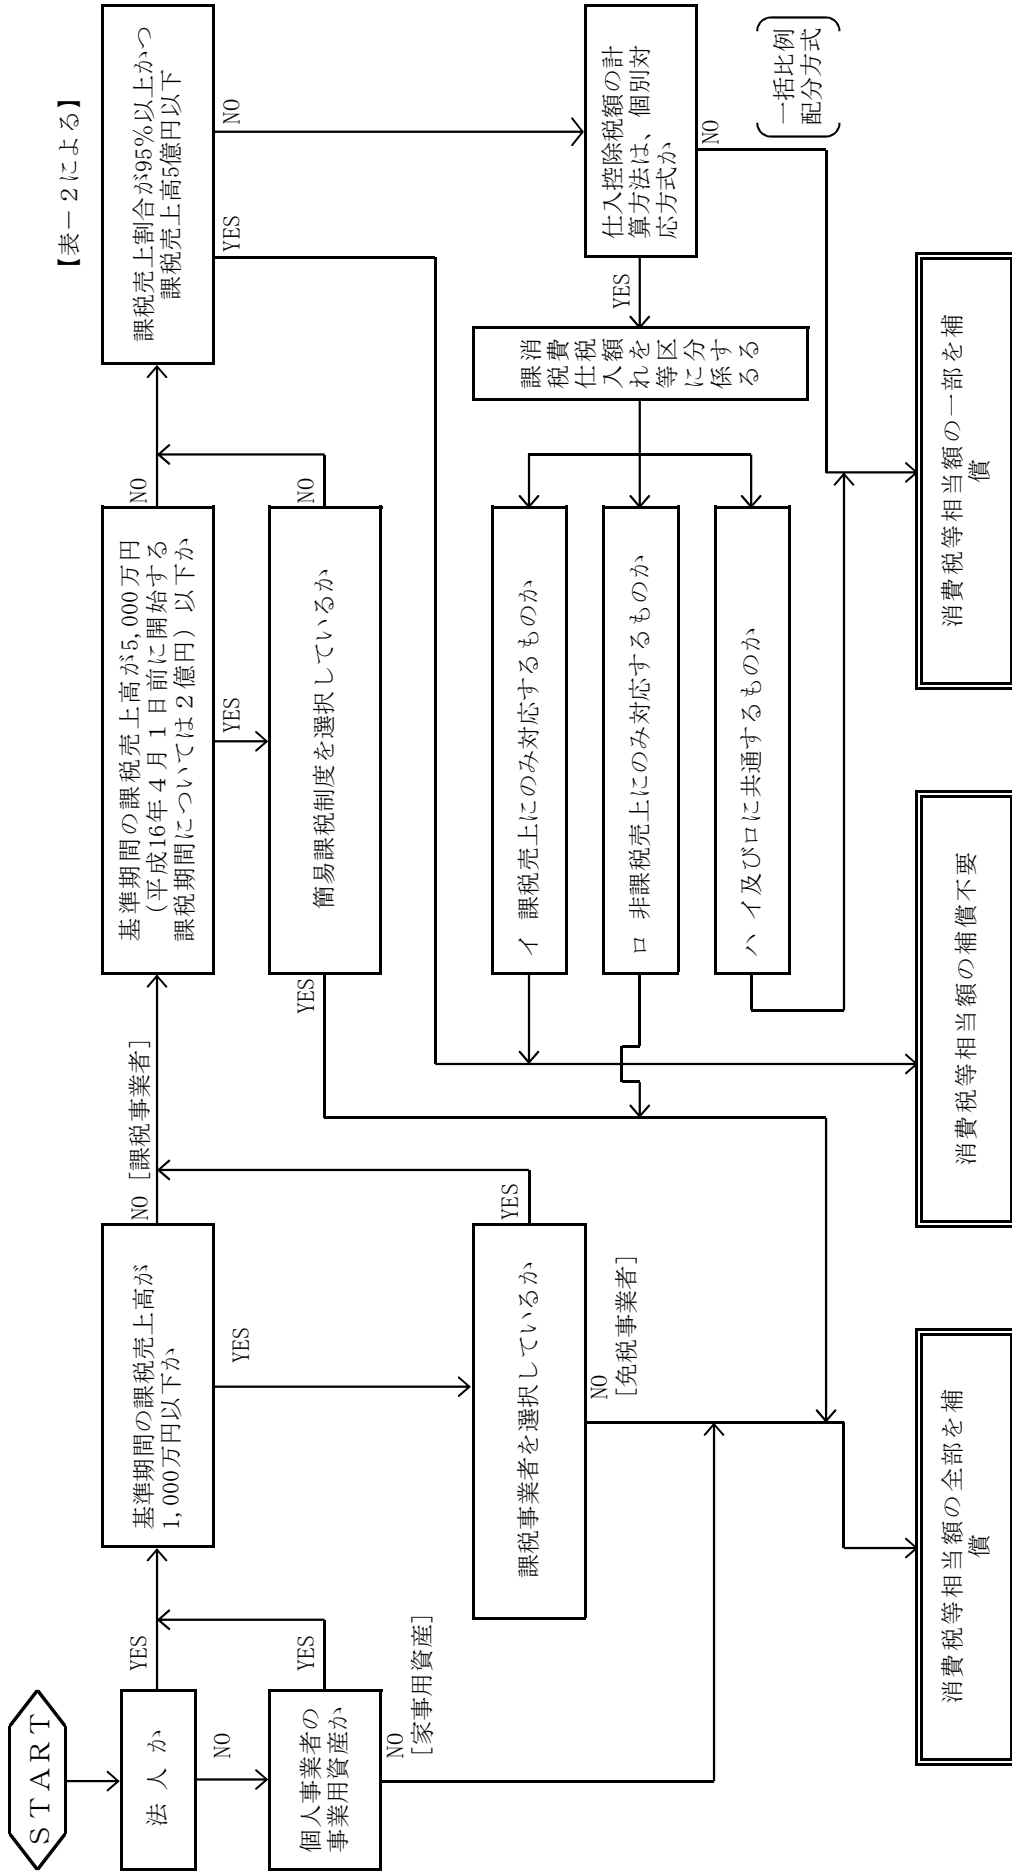 【表－２による】
ＳＴＡＲＴ
法 人 か
YES
NO
個人事業者の
事業用資産か
YES
NO
[家事用資産]
基準期間の課税売上高が
1,000万円以下か
NO [課税事業者]
YES
課税事業者を選択しているか
YES
NO
[免税事業者]
基準期間の課税売上高が5,000万円
（平成16年４月１日前に開始する
課税期間については２億円）以下か
NO
YES
簡易課税制度を選択しているか
NO
YES
課税売上割合が95％以上かつ
課税売上高5億円以下
YES
NO
仕入控除税額の計
算方法は、個別対
応方式か
YES
NO
一括比例
配分方式
課税仕入れ等に係る
消費税額を区分する
イ 課税売上にのみ対応するものか
ロ 非課税売上にのみ対応するものか
ハ イ及びロに共通するものか
消費税等相当額の全部を補
償
消費税等相当額の補償不要
消費税等相当額の一部を補
償